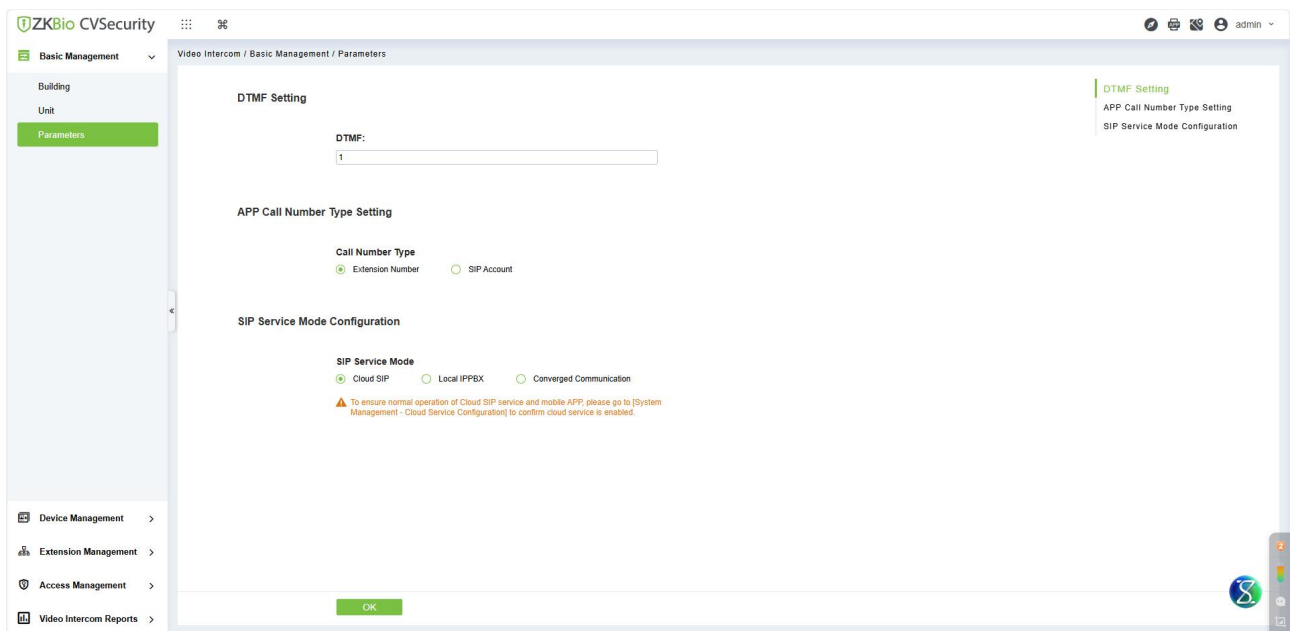 ZKBio CVSecurity
admin
Basic Management
Building
Unit
Parameters
Device Management
Extension Management
Access Management
Video Intercom Reports
Video Intercom / Basic Management / Parameters
DTMF Setting
DTMF:
1
APP Call Number Type Setting
Call Number Type
Extension Number
SIP Account
SIP Service Mode Configuration
SIP Service Mode
Cloud SIP
Local IPPBX
Converged Communication
To ensure normal operation of Cloud SIP service and mobile APP, please go to [System
Management - Cloud Service Configuration] to confirm cloud service is enabled.
OK
DTMF Setting
APP Call Number Type Setting
SIP Service Mode Configuration